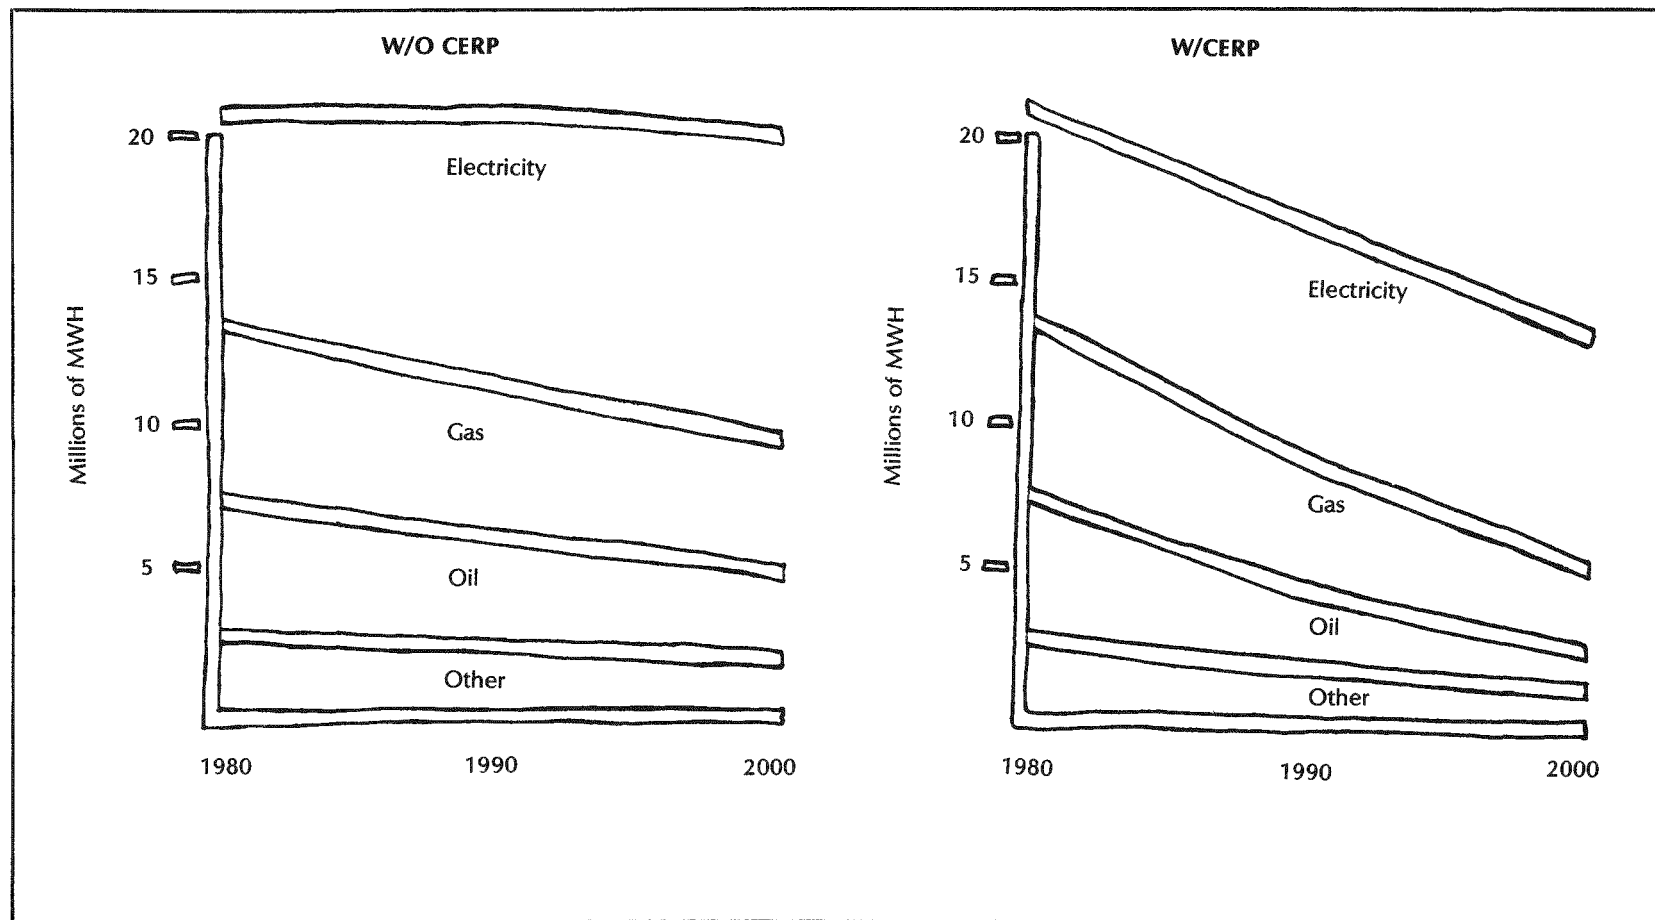 W/O CERP
20
15
10
5
Millions of MWH
Electricity
Gas
Oil
Other
1980 1990 2000
W/CERP
20
15
10
5
Millions of MWH
Electricity
Gas
Oil
Other
1980 1990 2000